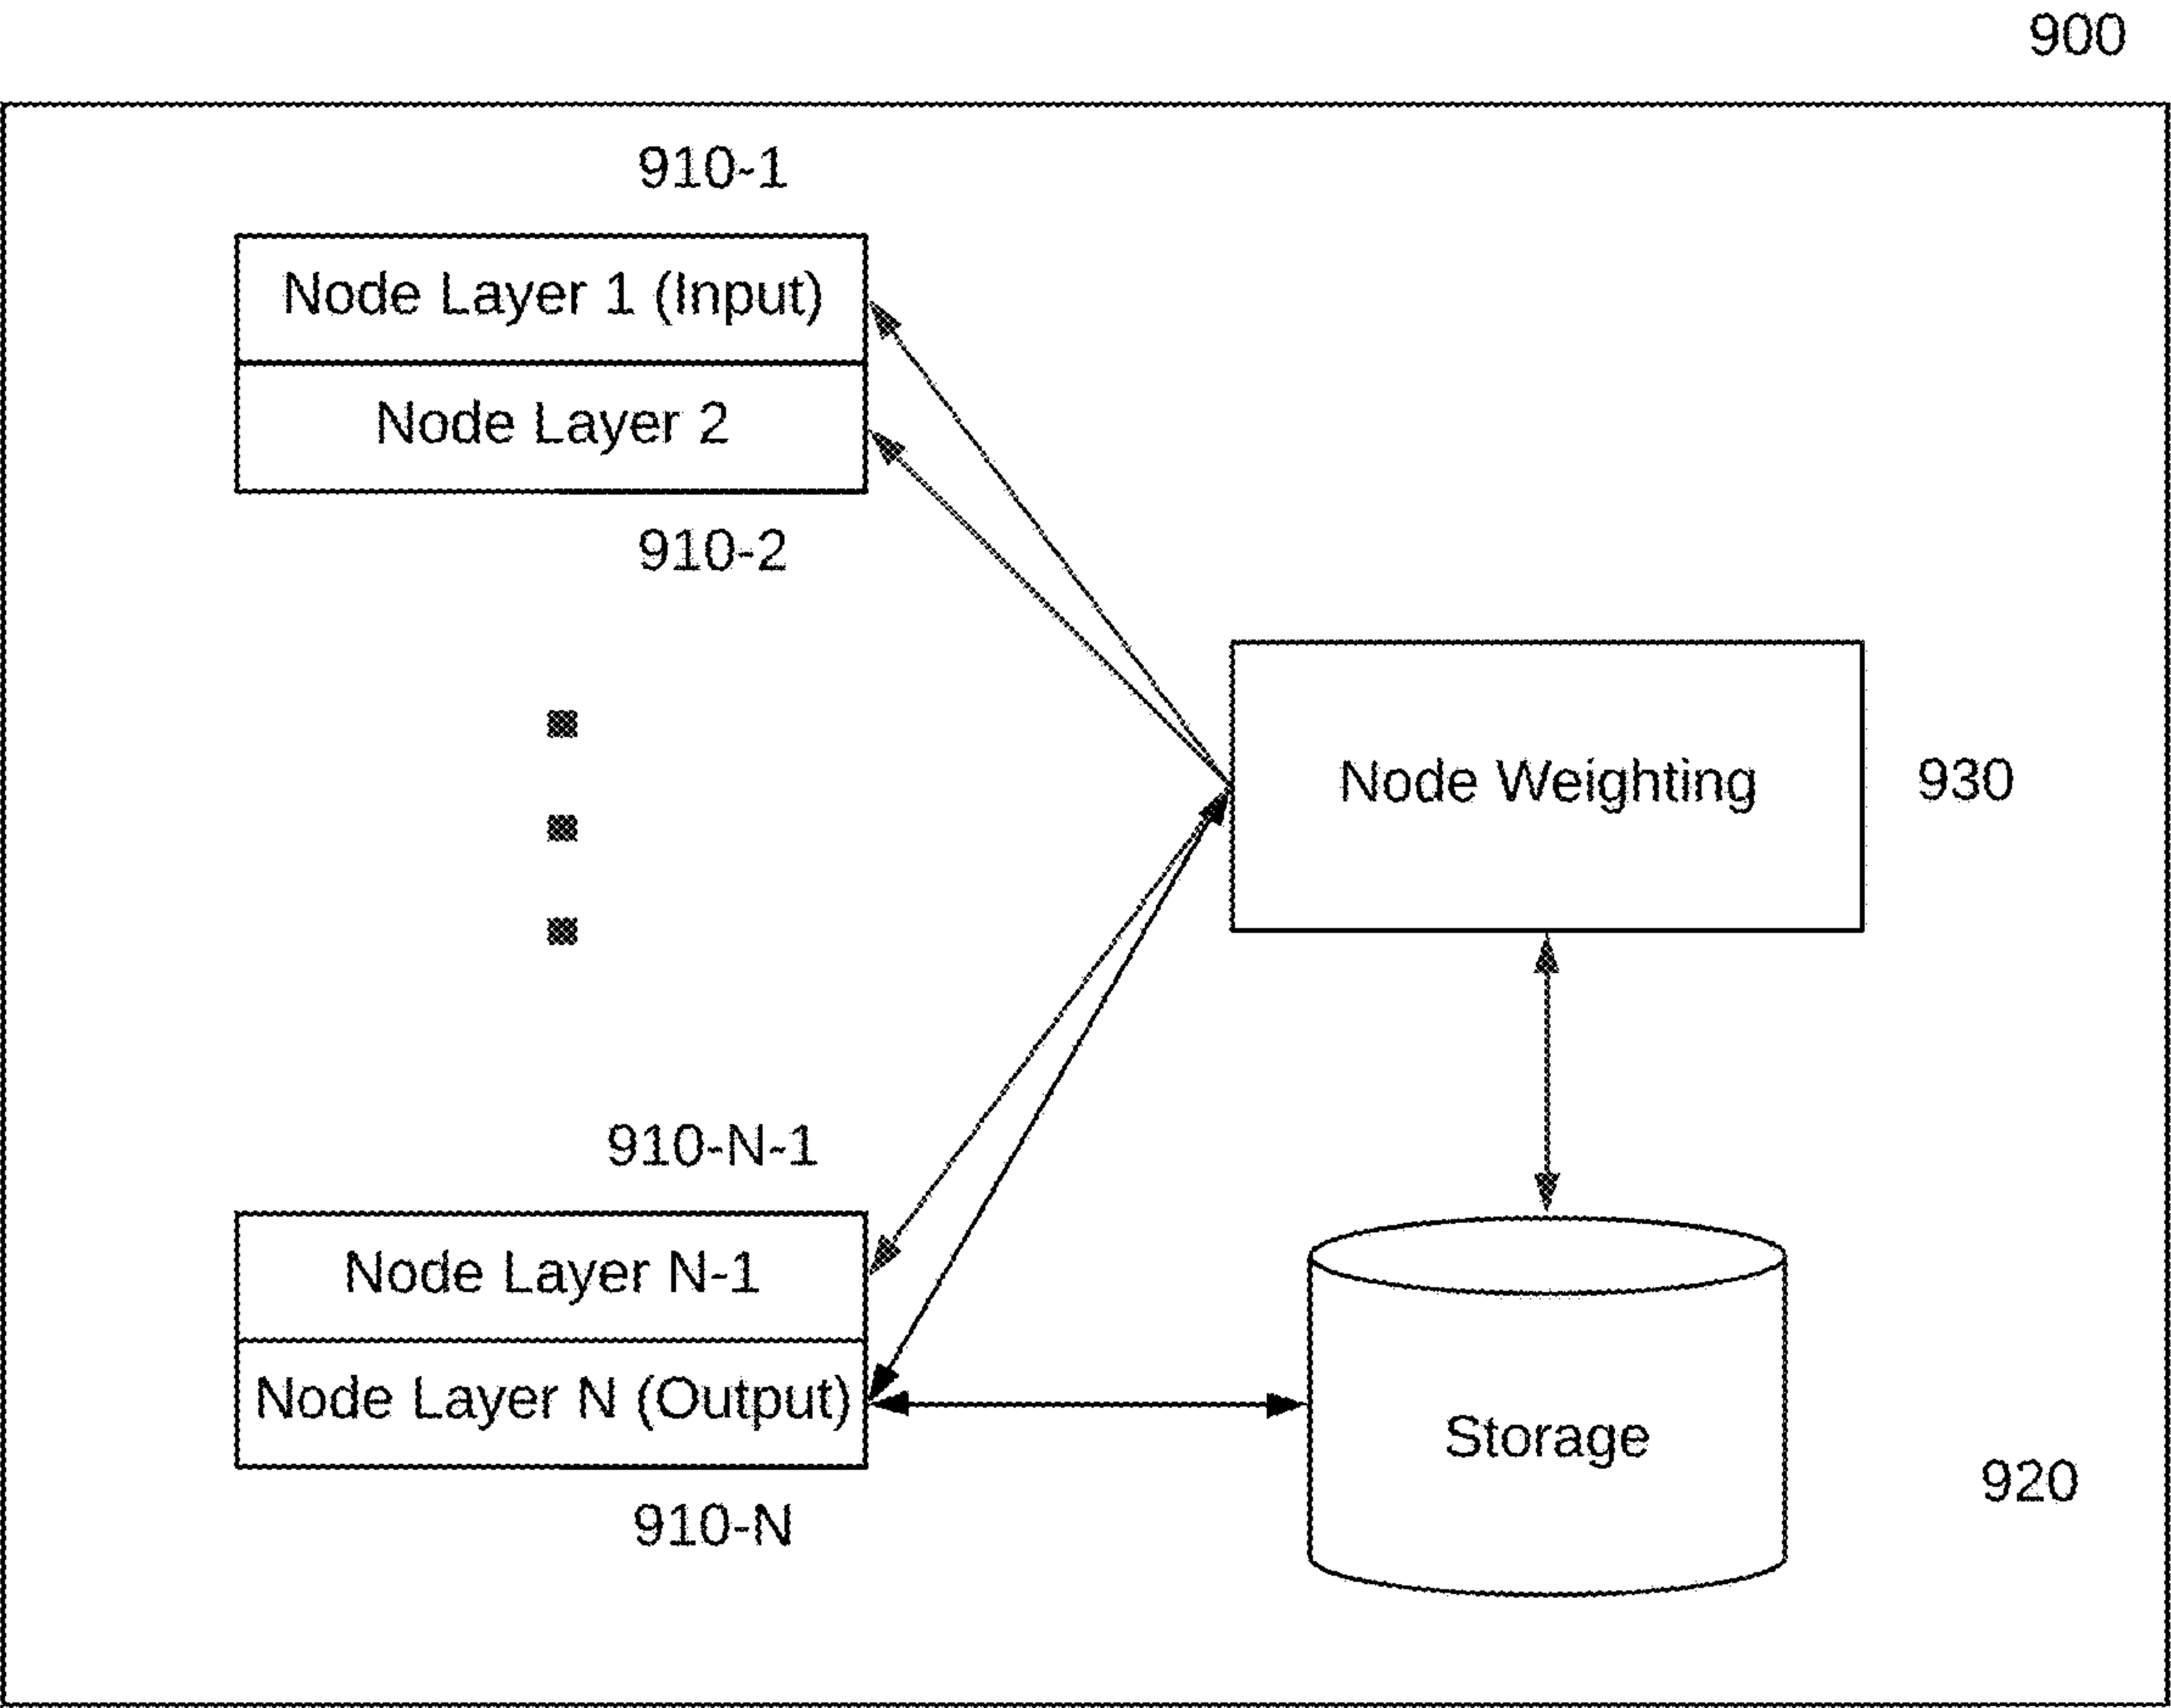 900
910-1
Node Layer 1 (Input)
Node Layer 2
910-2
Node Weighting
930
910-N-1
Node Layer N-1
Node Layer N (Output)
910-N
Storage
920